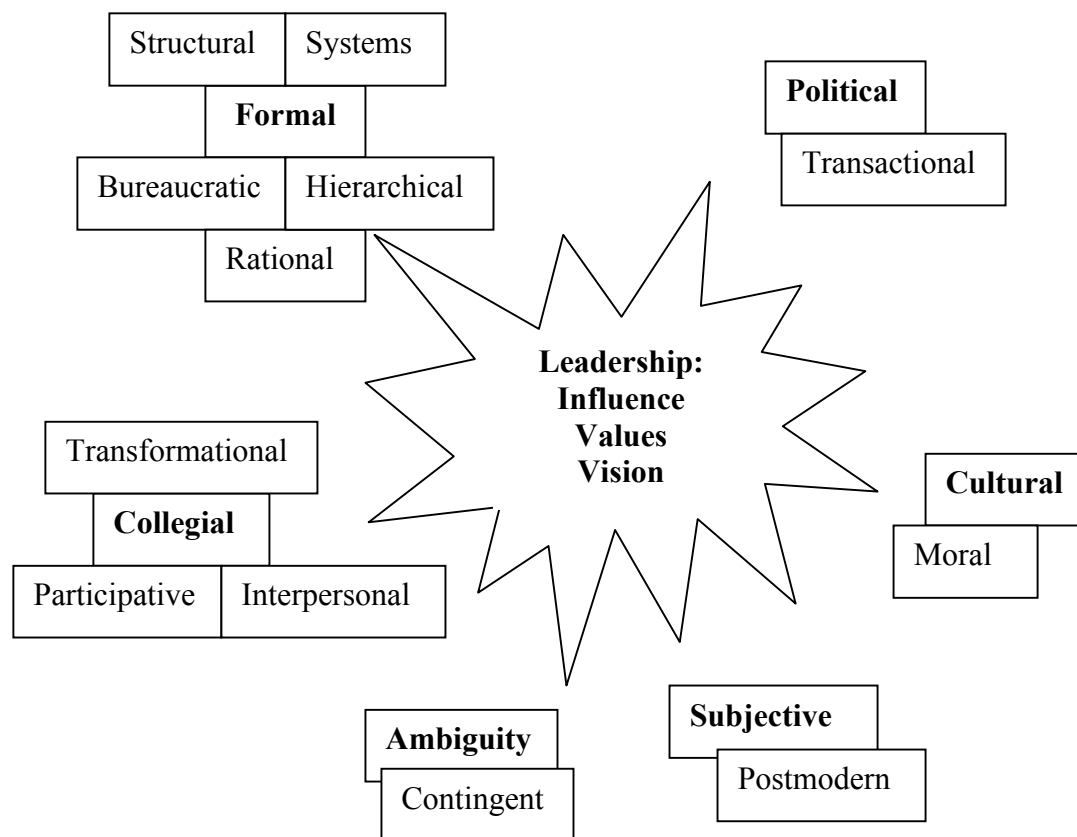 Structural
Systems
Formal
Bureaucratic
Hierarchical
Rational
Political
Transactional
Leadership:
Influence
Values
Vision
Transformational
Collegial
Participative
Interpersonal
Cultural
Moral
Ambiguity
Contingent
Subjective
Postmodern